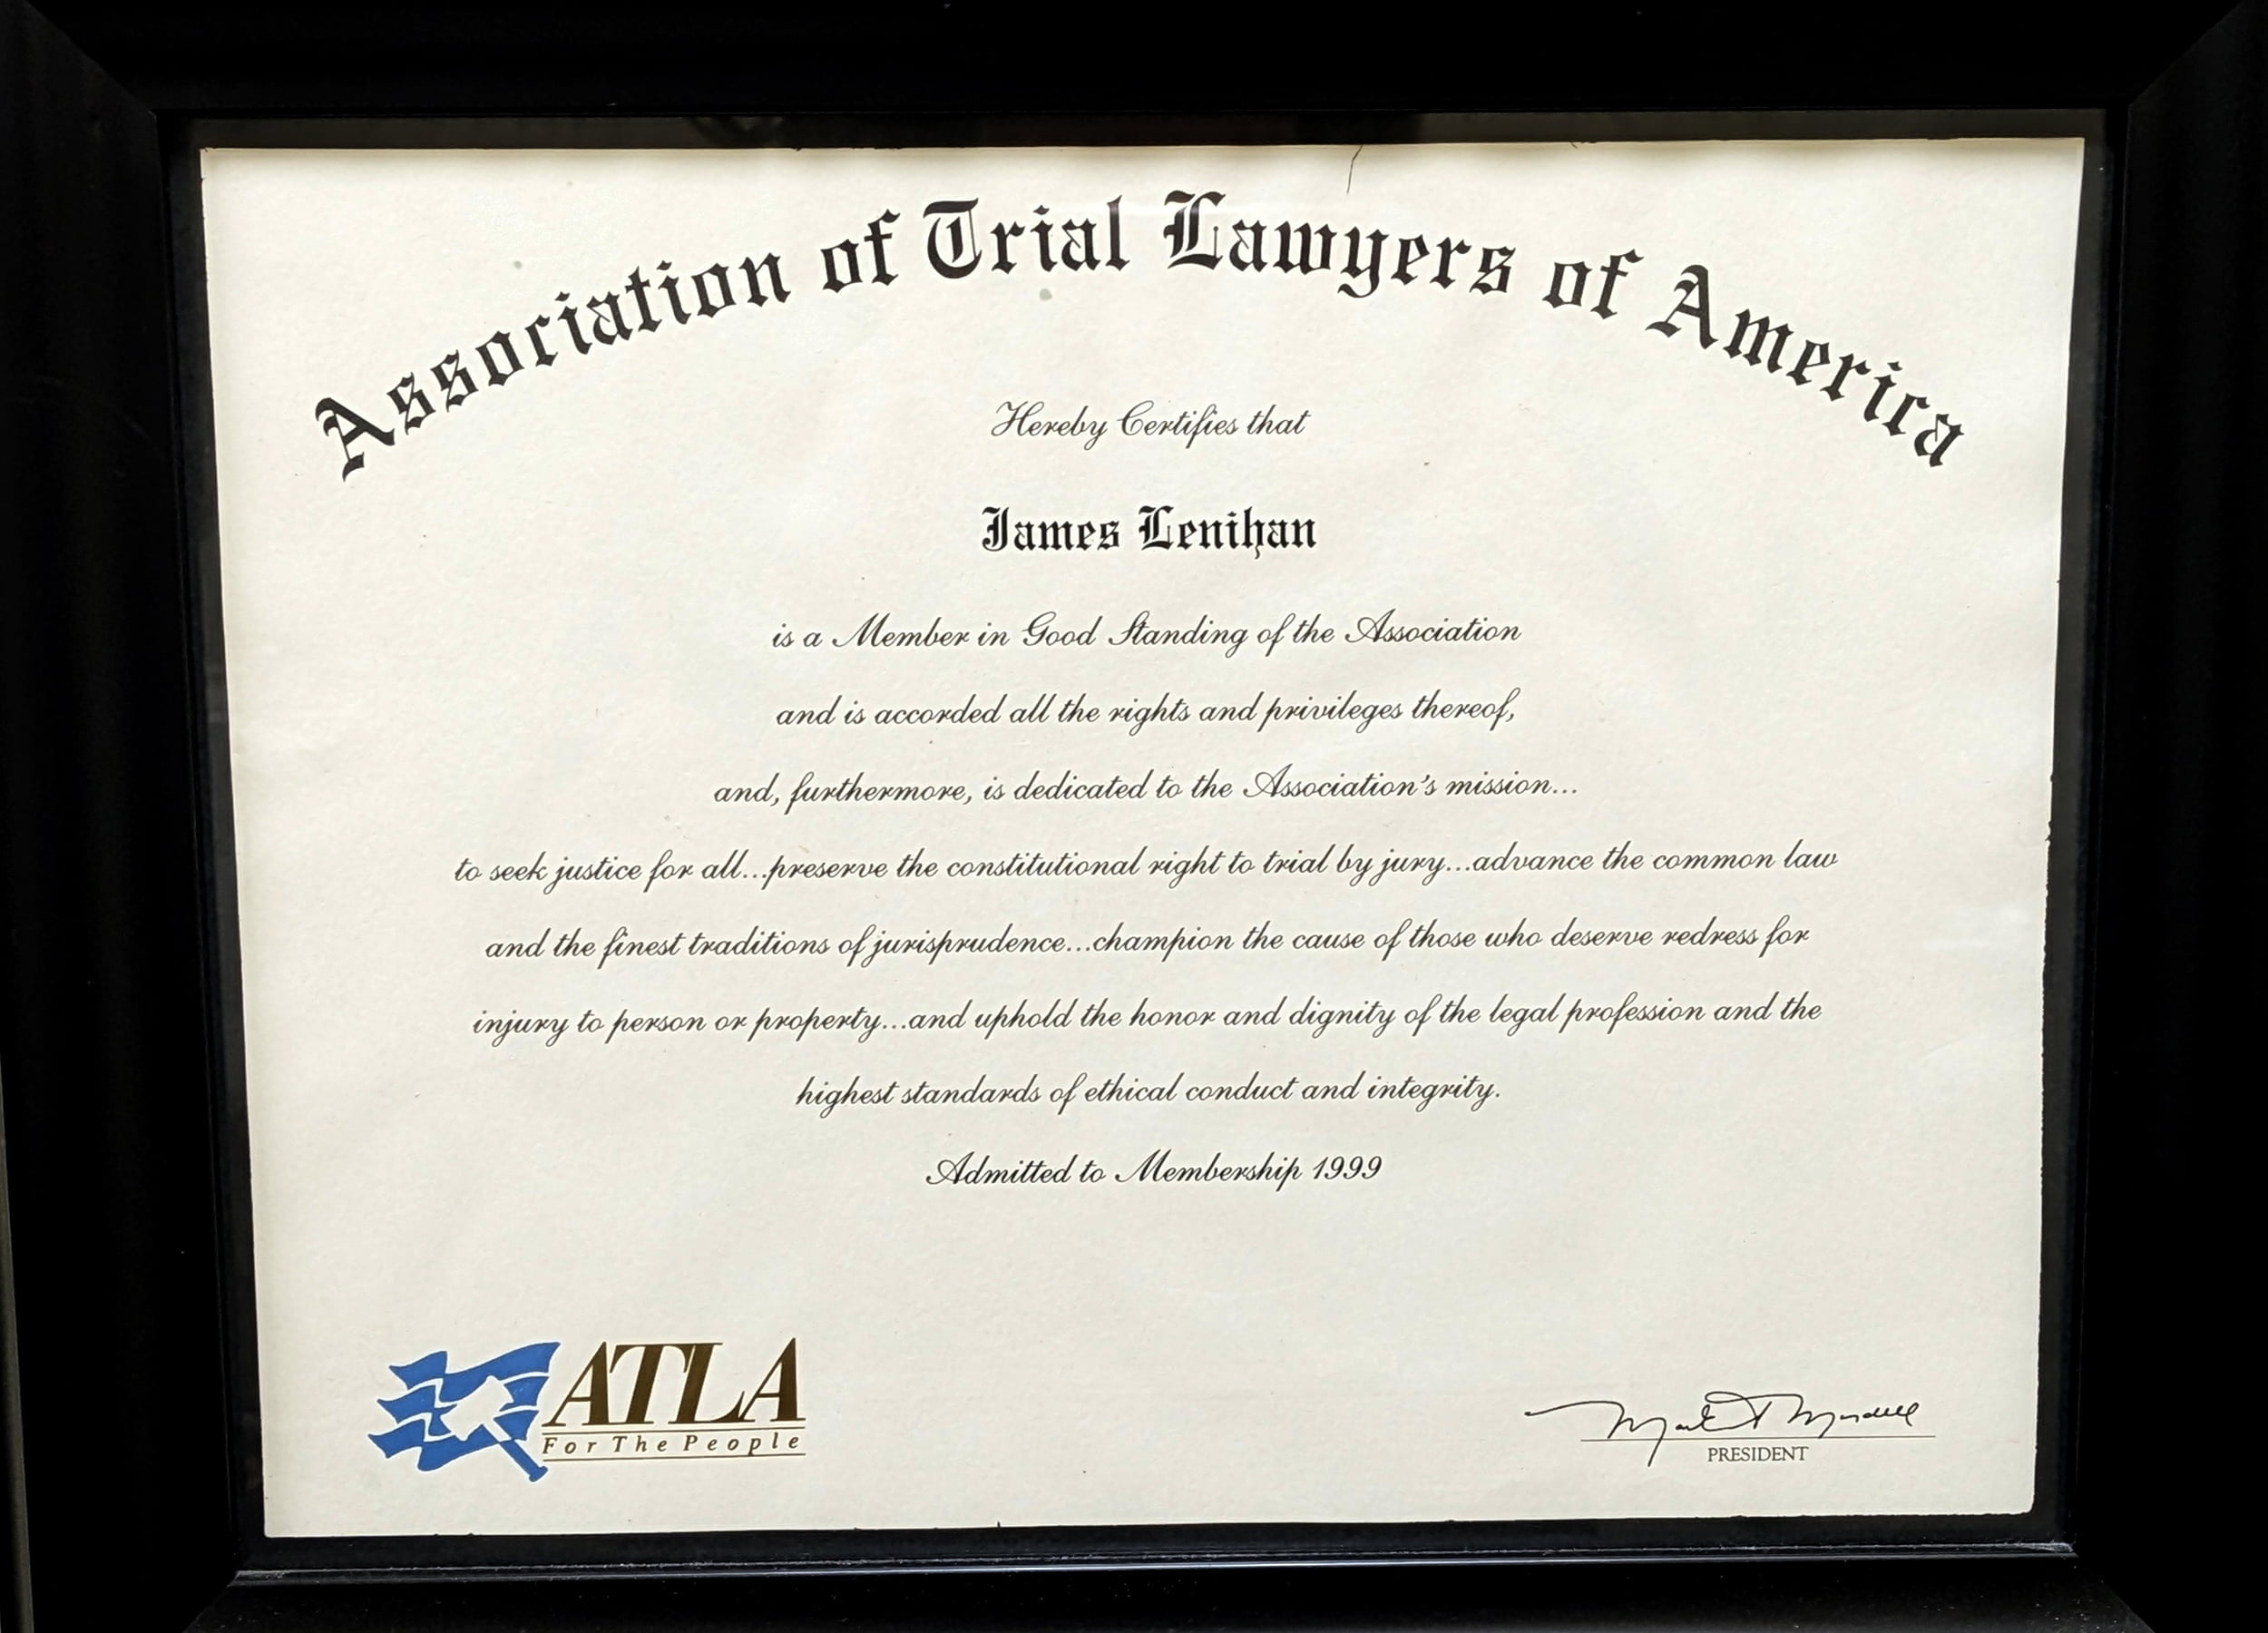 Association of Trial Lawyers of America
Hereby Certifies that
James Lenihan
is a Member in Good Standing of the Association
and is accorded all the rights and privileges thereof,
and, furthermore, is dedicated to the Association's mission...
to seek justice for all...preserve the constitutional right to trial by jury...advance the common law
and the finest traditions of jurisprudence...champion the cause of those who deserve redress for
injury to person or property...and uphold the honor and dignity of the legal profession and the
highest standards of ethical conduct and integrity.
Admitted to Membership 1999
ATLA
For The People
PRESIDENT